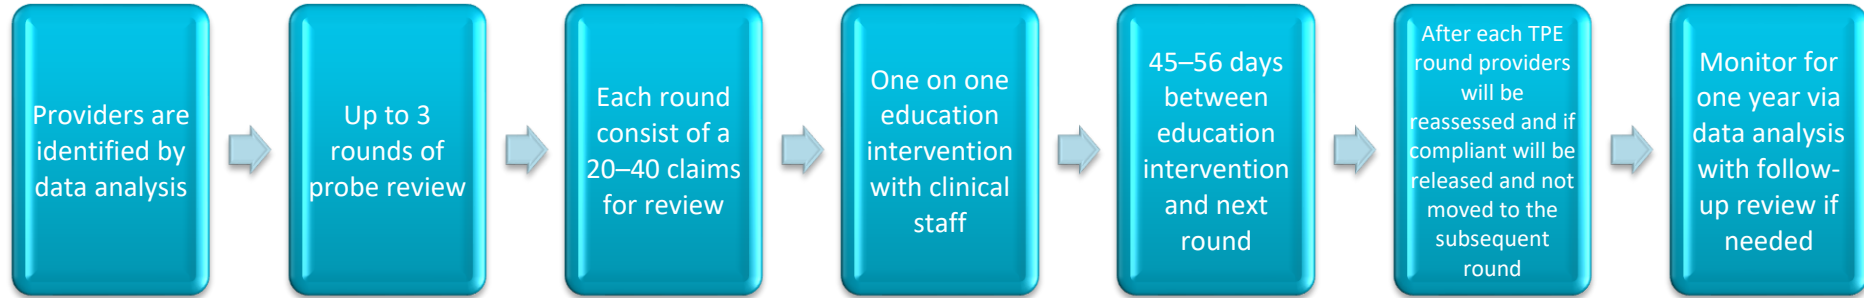 Providers are
identified by
data analysis
Up to 3
rounds of
probe review
Each round
consist of a
20–40 claims
for review
One on one
education
intervention
with clinical
staff
45–56 days
between
education
intervention
and next
round
After each TPE
round providers
will be
reassessed and if
compliant will be
released and not
moved to the
subsequent
round
Monitor for
one year via
data analysis
with follow-
up review if
needed